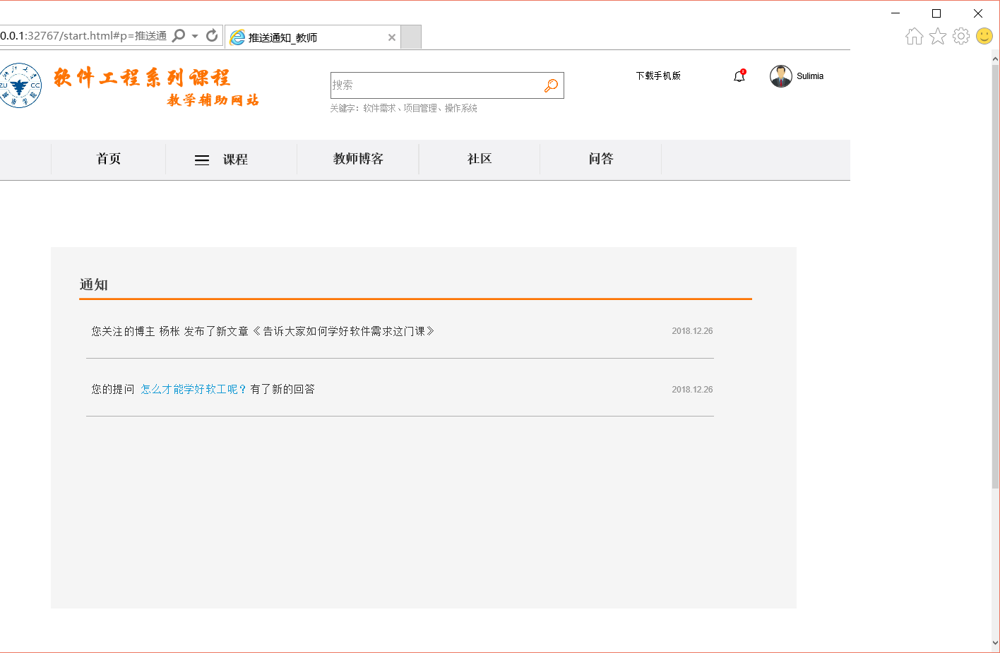 0.0.1:32767/start.html#p=推送通
推送通知_教师
ZU CC
软件工程系列课程
教学辅助网站
搜索
关键字：软件需求、项目管理、操作系统
下载手机版
Sulimia
首页
课程
教师博客
社区
问答
通知
您关注的博主 杨枨 发布了新文章《告诉大家如何学好软件需求这门课》
2018.12.26
您的提问 怎么才能学好软工呢？有了新的回答
2018.12.26